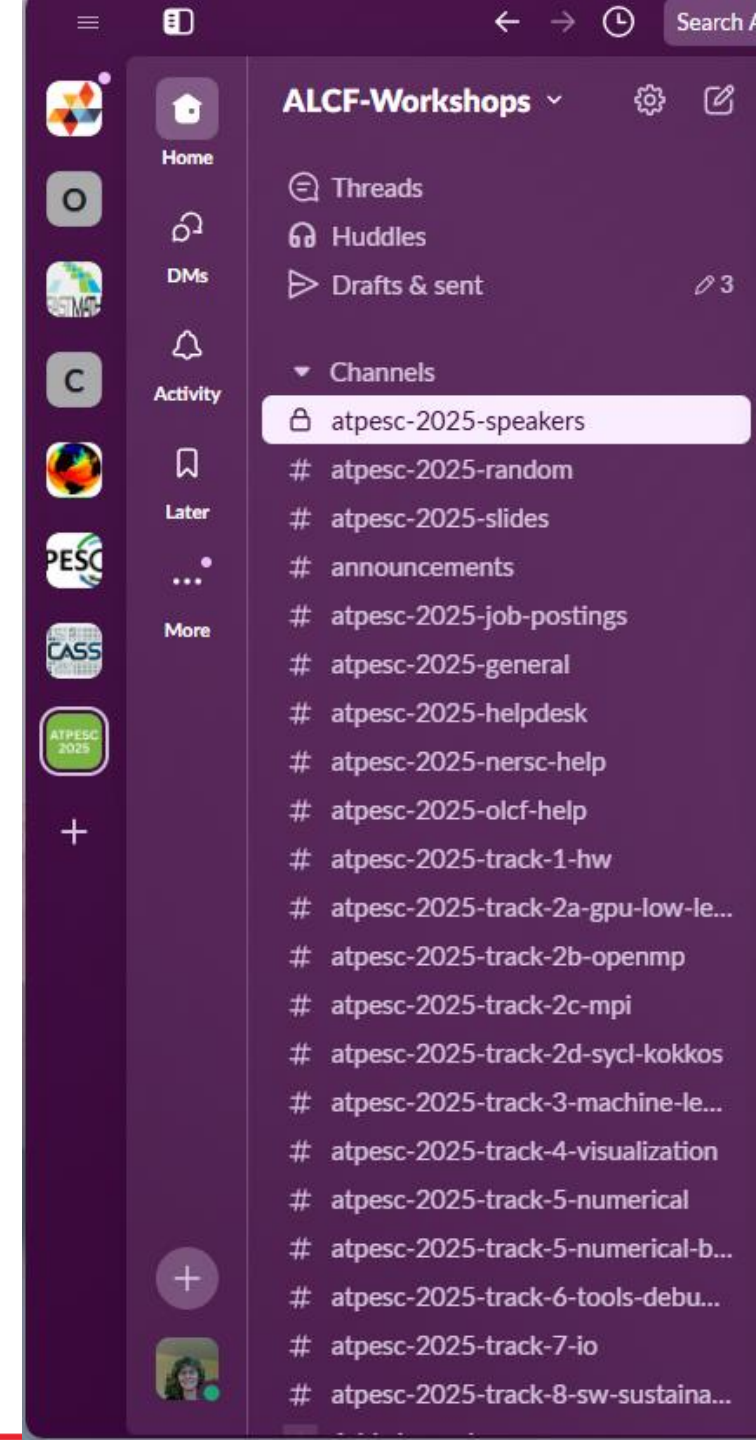 Search A
ALCF-Workshops
Home
Threads
Huddles
DMs
Drafts & sent
3
Activity
Channels
atpesc-2025-speakers
# atpesc-2025-random
Later
# atpesc-2025-slides
# announcements
More
# atpesc-2025-job-postings
# atpesc-2025-general
# atpesc-2025-helpdesk
# atpesc-2025-nersc-help
# atpesc-2025-olcf-help
# atpesc-2025-track-1-hw
# atpesc-2025-track-2a-gpu-low-le...
# atpesc-2025-track-2b-openmp
# atpesc-2025-track-2c-mpi
# atpesc-2025-track-2d-sycl-kokkos
# atpesc-2025-track-3-machine-le...
# atpesc-2025-track-4-visualization
# atpesc-2025-track-5-numerical
# atpesc-2025-track-5-numerical-b...
# atpesc-2025-track-6-tools-debu...
# atpesc-2025-track-7-io
# atpesc-2025-track-8-sw-sustaina...
O
C
PESC
CASS
ATPESC
2025